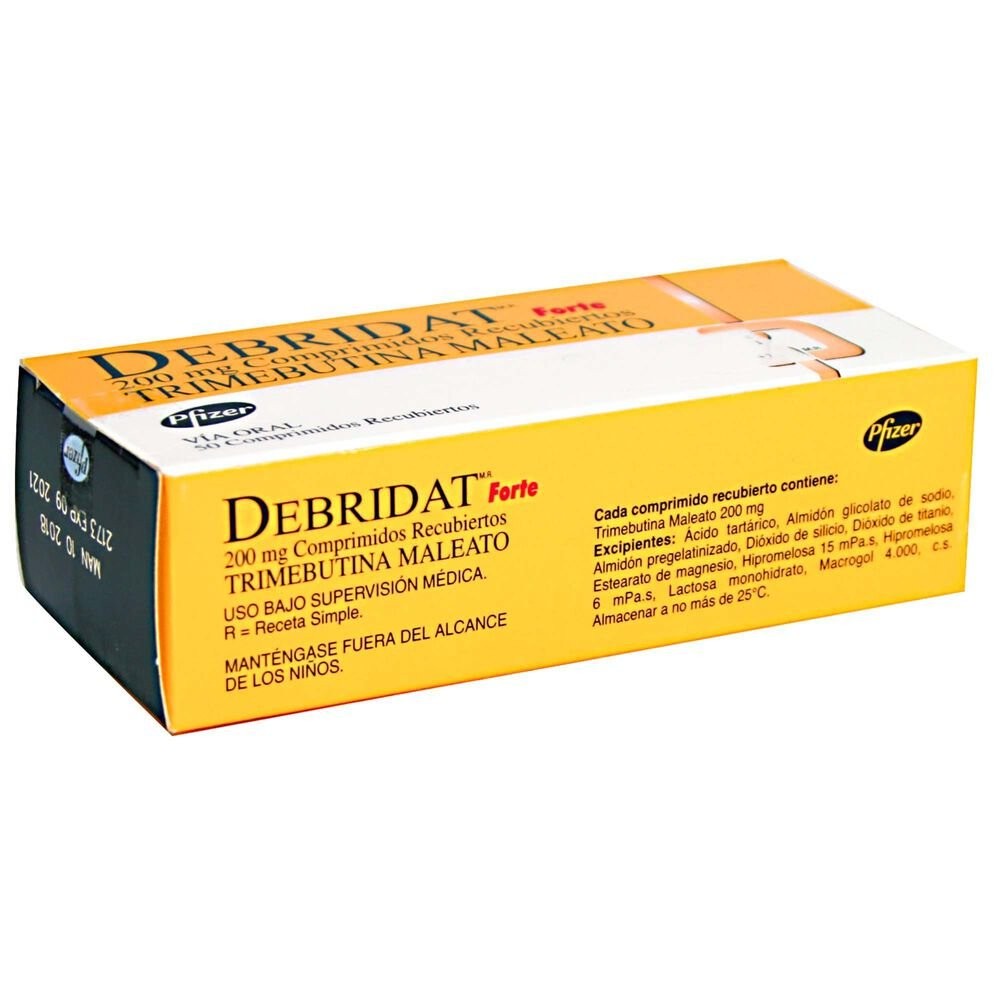 DEBRIDAT M.R. Forte
200 mg Comprimidos Recubiertos
TRIMEBUTINA MALEATO
Pfizer
VÍA ORAL
50 Comprimidos Recubiertos
M.R.
Pfizer
MAN 10 2018
2173 EXP 09 2021
DEBRIDAT M.R. Forte
200 mg Comprimidos Recubiertos
TRIMEBUTINA MALEATO
USO BAJO SUPERVISIÓN MÉDICA.
R = Receta Simple.
MANTÉNGASE FUERA DEL ALCANCE
DE LOS NIÑOS.
Pfizer
Cada comprimido recubierto contiene:
Trimebutina Maleato 200 mg
Excipientes: Ácido tartárico, Almidón glicolato de sodio,
Almidón pregelatinizado, Dióxido de silicio, Dióxido de titanio,
Estearato de magnesio, Hipromelosa 15 mPa.s, Hipromelosa
6 mPa.s, Lactosa monohidrato, Macrogol 4.000, c.s.
Almacenar a no más de 25°C.